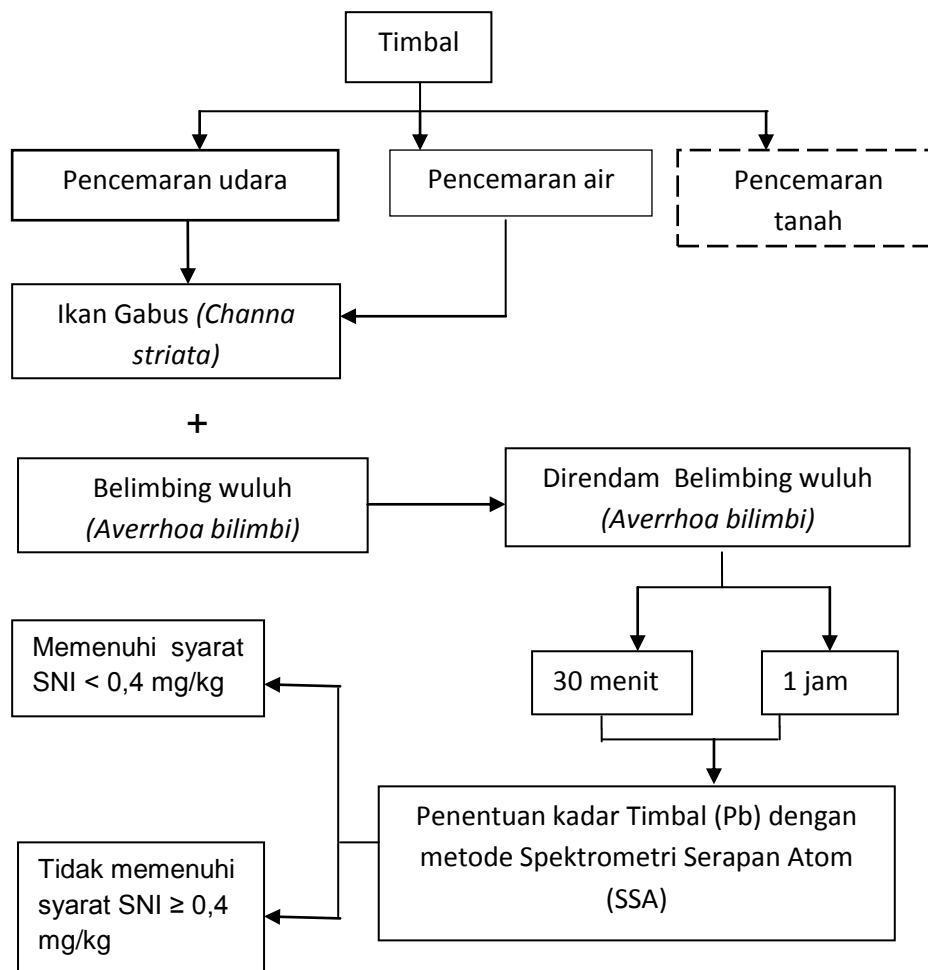 Timbal
Pencemaran udara
Pencemaran air
Pencemaran
tanah
Ikan Gabus (Channa
striata)
+
Belimbing wuluh
(Averrhoa bilimbi)
Direndam Belimbing wuluh
(Averrhoa bilimbi)
Memenuhi syarat
SNI < 0,4 mg/kg
30 menit
1 jam
Penentuan kadar Timbal (Pb) dengan
metode Spektrometri Serapan Atom
(SSA)
Tidak memenuhi
syarat SNI ≥ 0,4
mg/kg